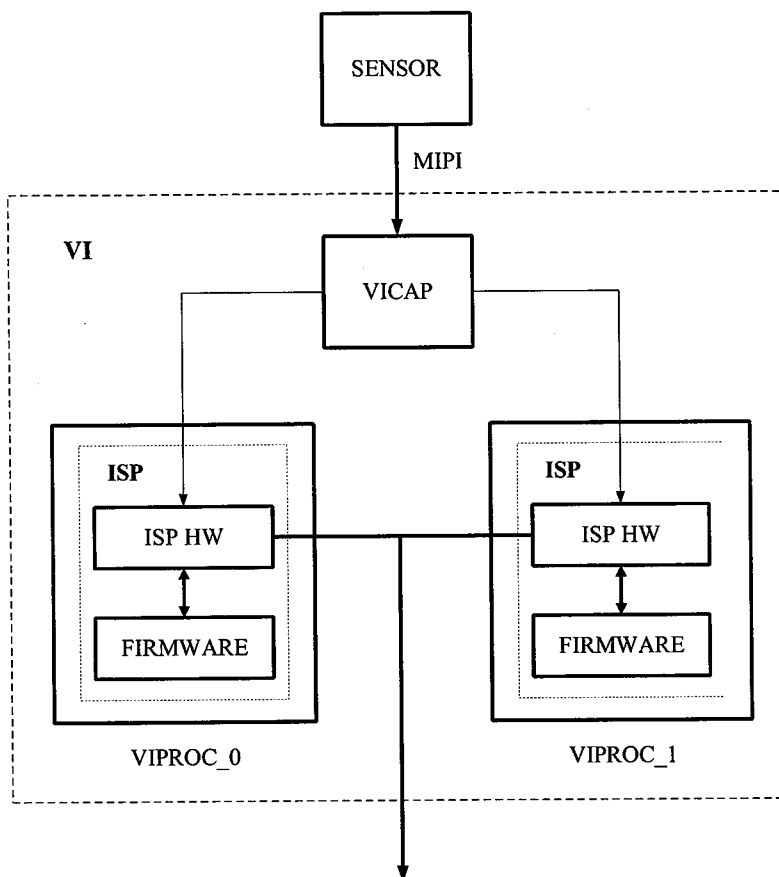 SENSOR
MIPI
VI
VICAP
ISP
ISP
ISP HW
ISP HW
FIRMWARE
FIRMWARE
VIPROC_0
VIPROC_1